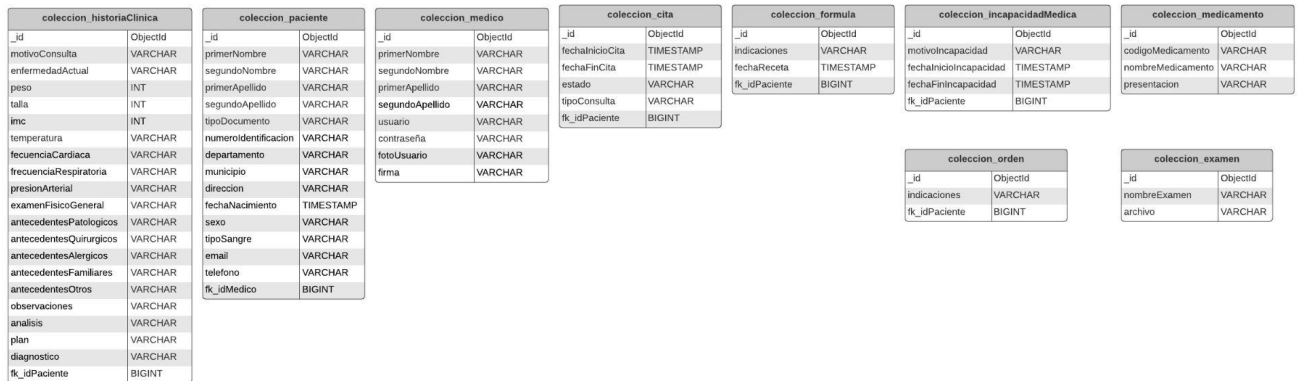 coleccion_historiaClinica
_id ObjectId
motivoConsulta VARCHAR
enfermedadActual VARCHAR
peso INT
talla INT
imc INT
temperatura VARCHAR
fecuenciaCardiaca VARCHAR
frecuenciaRespiratoria VARCHAR
presionArterial VARCHAR
examenFisicoGeneral VARCHAR
antecedentesPatologicos VARCHAR
antecedentesQuirurgicos VARCHAR
antecedentesAlergicos VARCHAR
antecedentesFamiliares VARCHAR
antecedentesOtros VARCHAR
observaciones VARCHAR
analisis VARCHAR
plan VARCHAR
diagnostico VARCHAR
fk_idPaciente BIGINT
coleccion_paciente
_id ObjectId
primerNombre VARCHAR
segundoNombre VARCHAR
primerApellido VARCHAR
segundoApellido VARCHAR
tipoDocumento VARCHAR
numeroIdentificacion VARCHAR
departamento VARCHAR
municipio VARCHAR
direccion VARCHAR
fechaNacimiento TIMESTAMP
sexo VARCHAR
tipoSangre VARCHAR
email VARCHAR
telefono VARCHAR
fk_idMedico BIGINT
coleccion_medico
_id ObjectId
primerNombre VARCHAR
segundoNombre VARCHAR
primerApellido VARCHAR
segundoApellido VARCHAR
usuario VARCHAR
contraseña VARCHAR
fotoUsuario VARCHAR
firma VARCHAR
coleccion_cita
_id ObjectId
fechaInicioCita TIMESTAMP
fechaFinCita TIMESTAMP
estado VARCHAR
tipoConsulta VARCHAR
fk_idPaciente BIGINT
coleccion_formula
_id ObjectId
indicaciones VARCHAR
fechaReceta TIMESTAMP
fk_idPaciente BIGINT
coleccion_incapacidadMedica
_id ObjectId
motivoIncapacidad VARCHAR
fechaInicioIncapacidad TIMESTAMP
fechaFinIncapacidad TIMESTAMP
fk_idPaciente BIGINT
coleccion_medicamento
_id ObjectId
codigoMedicamento VARCHAR
nombreMedicamento VARCHAR
presentacion VARCHAR
coleccion_orden
_id ObjectId
indicaciones VARCHAR
fk_idPaciente BIGINT
coleccion_examen
_id ObjectId
nombreExamen VARCHAR
archivo VARCHAR